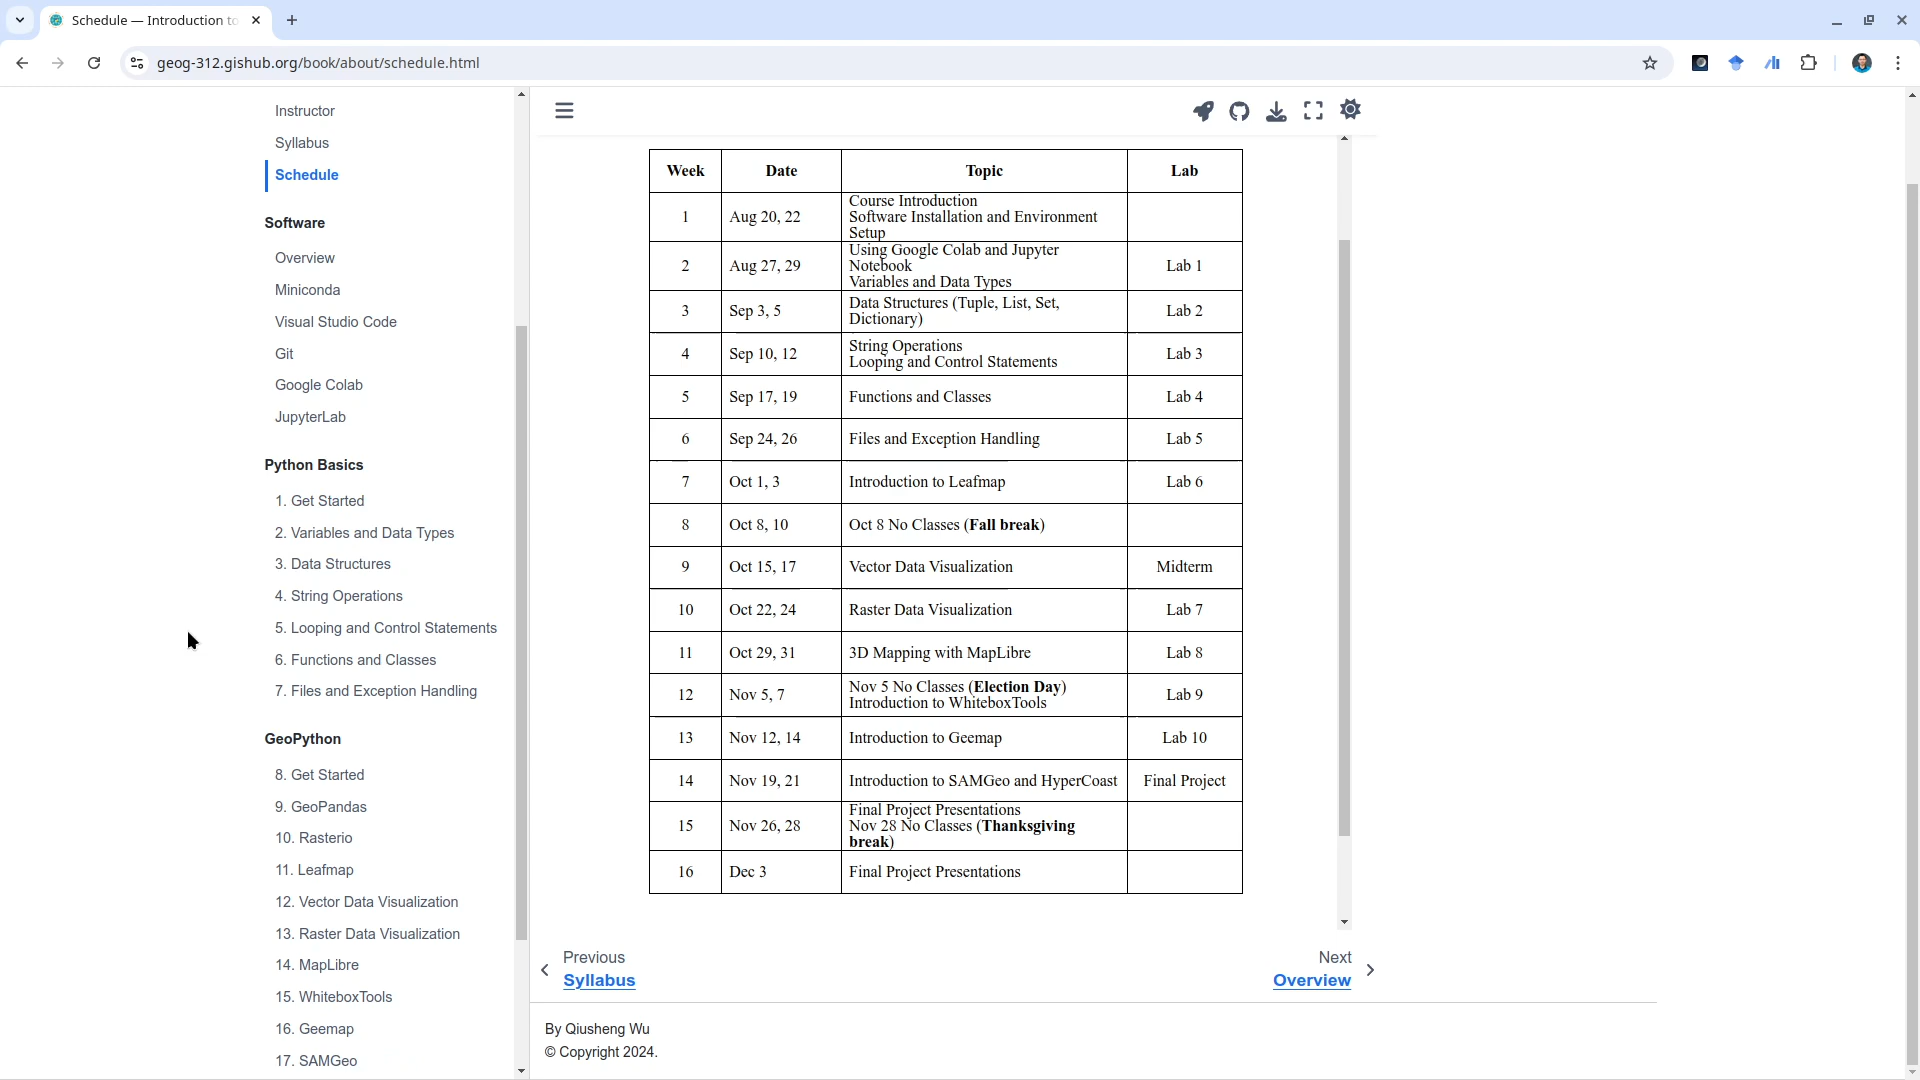 Schedule — Introduction to
geog-312.gishub.org/book/about/schedule.html
Instructor
Syllabus
Schedule
Software
Overview
Miniconda
Visual Studio Code
Git
Google Colab
JupyterLab
Python Basics
1. Get Started
2. Variables and Data Types
3. Data Structures
4. String Operations
5. Looping and Control Statements
6. Functions and Classes
7. Files and Exception Handling
GeoPython
8. Get Started
9. GeoPandas
10. Rasterio
11. Leafmap
12. Vector Data Visualization
13. Raster Data Visualization
14. MapLibre
15. WhiteboxTools
16. Geemap
17. SAMGeo
Week Date Topic Lab
1 Aug 20, 22 Course Introduction
Software Installation and Environment
Setup
2 Aug 27, 29 Using Google Colab and Jupyter
Notebook
Variables and Data Types Lab 1
3 Sep 3, 5 Data Structures (Tuple, List, Set,
Dictionary) Lab 2
4 Sep 10, 12 String Operations
Looping and Control Statements Lab 3
5 Sep 17, 19 Functions and Classes Lab 4
6 Sep 24, 26 Files and Exception Handling Lab 5
7 Oct 1, 3 Introduction to Leafmap Lab 6
8 Oct 8, 10 Oct 8 No Classes (Fall break)
9 Oct 15, 17 Vector Data Visualization Midterm
10 Oct 22, 24 Raster Data Visualization Lab 7
11 Oct 29, 31 3D Mapping with MapLibre Lab 8
12 Nov 5, 7 Nov 5 No Classes (Election Day)
Introduction to WhiteboxTools Lab 9
13 Nov 12, 14 Introduction to Geemap Lab 10
14 Nov 19, 21 Introduction to SAMGeo and HyperCoast Final Project
15 Nov 26, 28 Final Project Presentations
Nov 28 No Classes (Thanksgiving
break)
16 Dec 3 Final Project Presentations
Previous
Syllabus
Next
Overview
By Qiusheng Wu
© Copyright 2024.